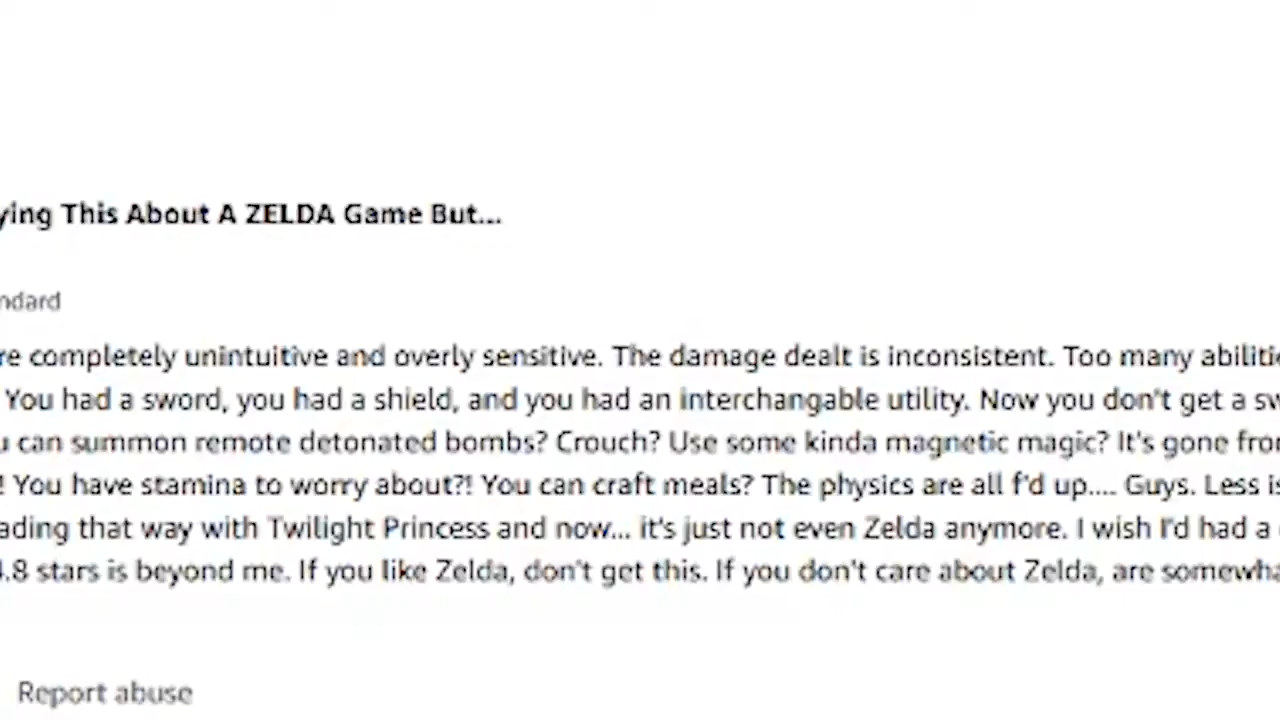 ying This About A ZELDA Game But...
ndard
re completely unintuitive and overly sensitive. The damage dealt is inconsistent. Too many abilitie
You had a sword, you had a shield, and you had an interchangable utility. Now you don't get a sw
u can summon remote detonated bombs? Crouch? Use some kinda magnetic magic? It's gone fror
! You have stamina to worry about?! You can craft meals? The physics are all f'd up.... Guys. Less is
ading that way with Twilight Princess and now... it's just not even Zelda anymore. I wish I'd had a
4.8 stars is beyond me. If you like Zelda, don't get this. If you don't care about Zelda, are somewha
Report abuse